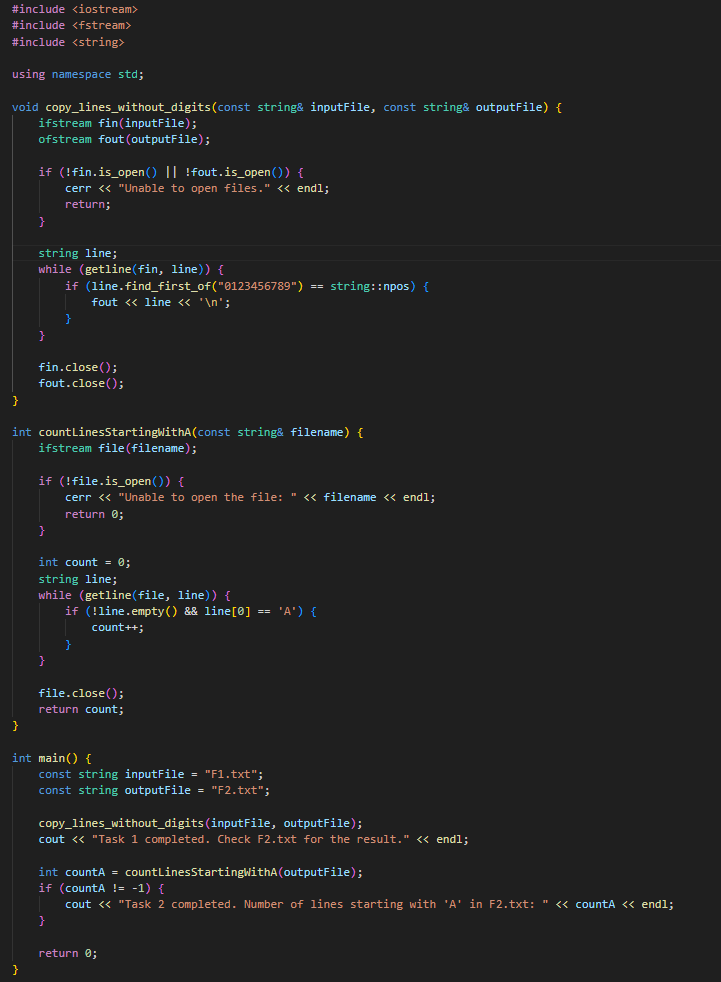 #include <iostream>
#include <fstream>
#include <string>

using namespace std;

void copy_lines_without_digits(const string& inputFile, const string& outputFile) {
    ifstream fin(inputFile);
    ofstream fout(outputFile);

    if (!fin.is_open() || !fout.is_open()) {
        cerr << "Unable to open files." << endl;
        return;
    }

    string line;
    while (getline(fin, line)) {
        if (line.find_first_of("0123456789") == string::npos) {
            fout << line << '\n';
        }
    }

    fin.close();
    fout.close();
}

int countLinesStartingWithA(const string& filename) {
    ifstream file(filename);

    if (!file.is_open()) {
        cerr << "Unable to open the file: " << filename << endl;
        return 0;
    }

    int count = 0;
    string line;
    while (getline(file, line)) {
        if (!line.empty() && line[0] == 'A') {
            count++;
        }
    }

    file.close();
    return count;
}

int main() {
    const string inputFile = "F1.txt";
    const string outputFile = "F2.txt";

    copy_lines_without_digits(inputFile, outputFile);
    cout << "Task 1 completed. Check F2.txt for the result." << endl;

    int countA = countLinesStartingWithA(outputFile);
    if (countA != -1) {
        cout << "Task 2 completed. Number of lines starting with 'A' in F2.txt: " << countA << endl;
    }

    return 0;
}